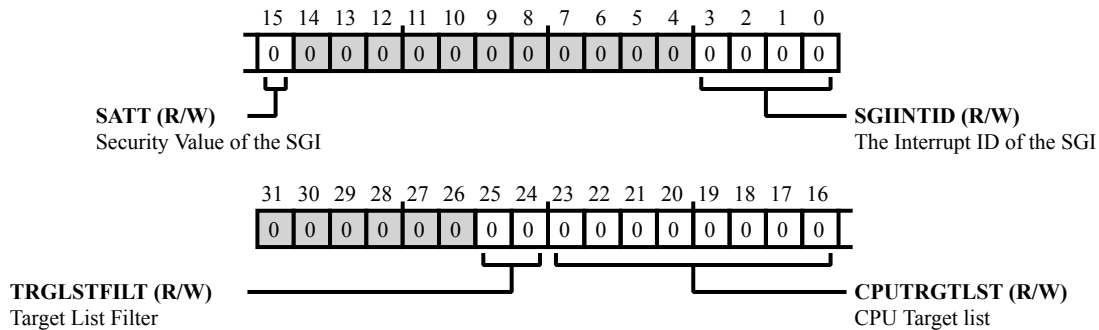 15 14 13 12 11 10 9 8 7 6 5 4 3 2 1 0
0 0 0 0 0 0 0 0 0 0 0 0 0 0 0 0
SATT (R/W)
Security Value of the SGI
SGIINTID (R/W)
The Interrupt ID of the SGI
31 30 29 28 27 26 25 24 23 22 21 20 19 18 17 16
0 0 0 0 0 0 0 0 0 0 0 0 0 0 0 0
TRGLSTFILT (R/W)
Target List Filter
CPUTRGTLST (R/W)
CPU Target list